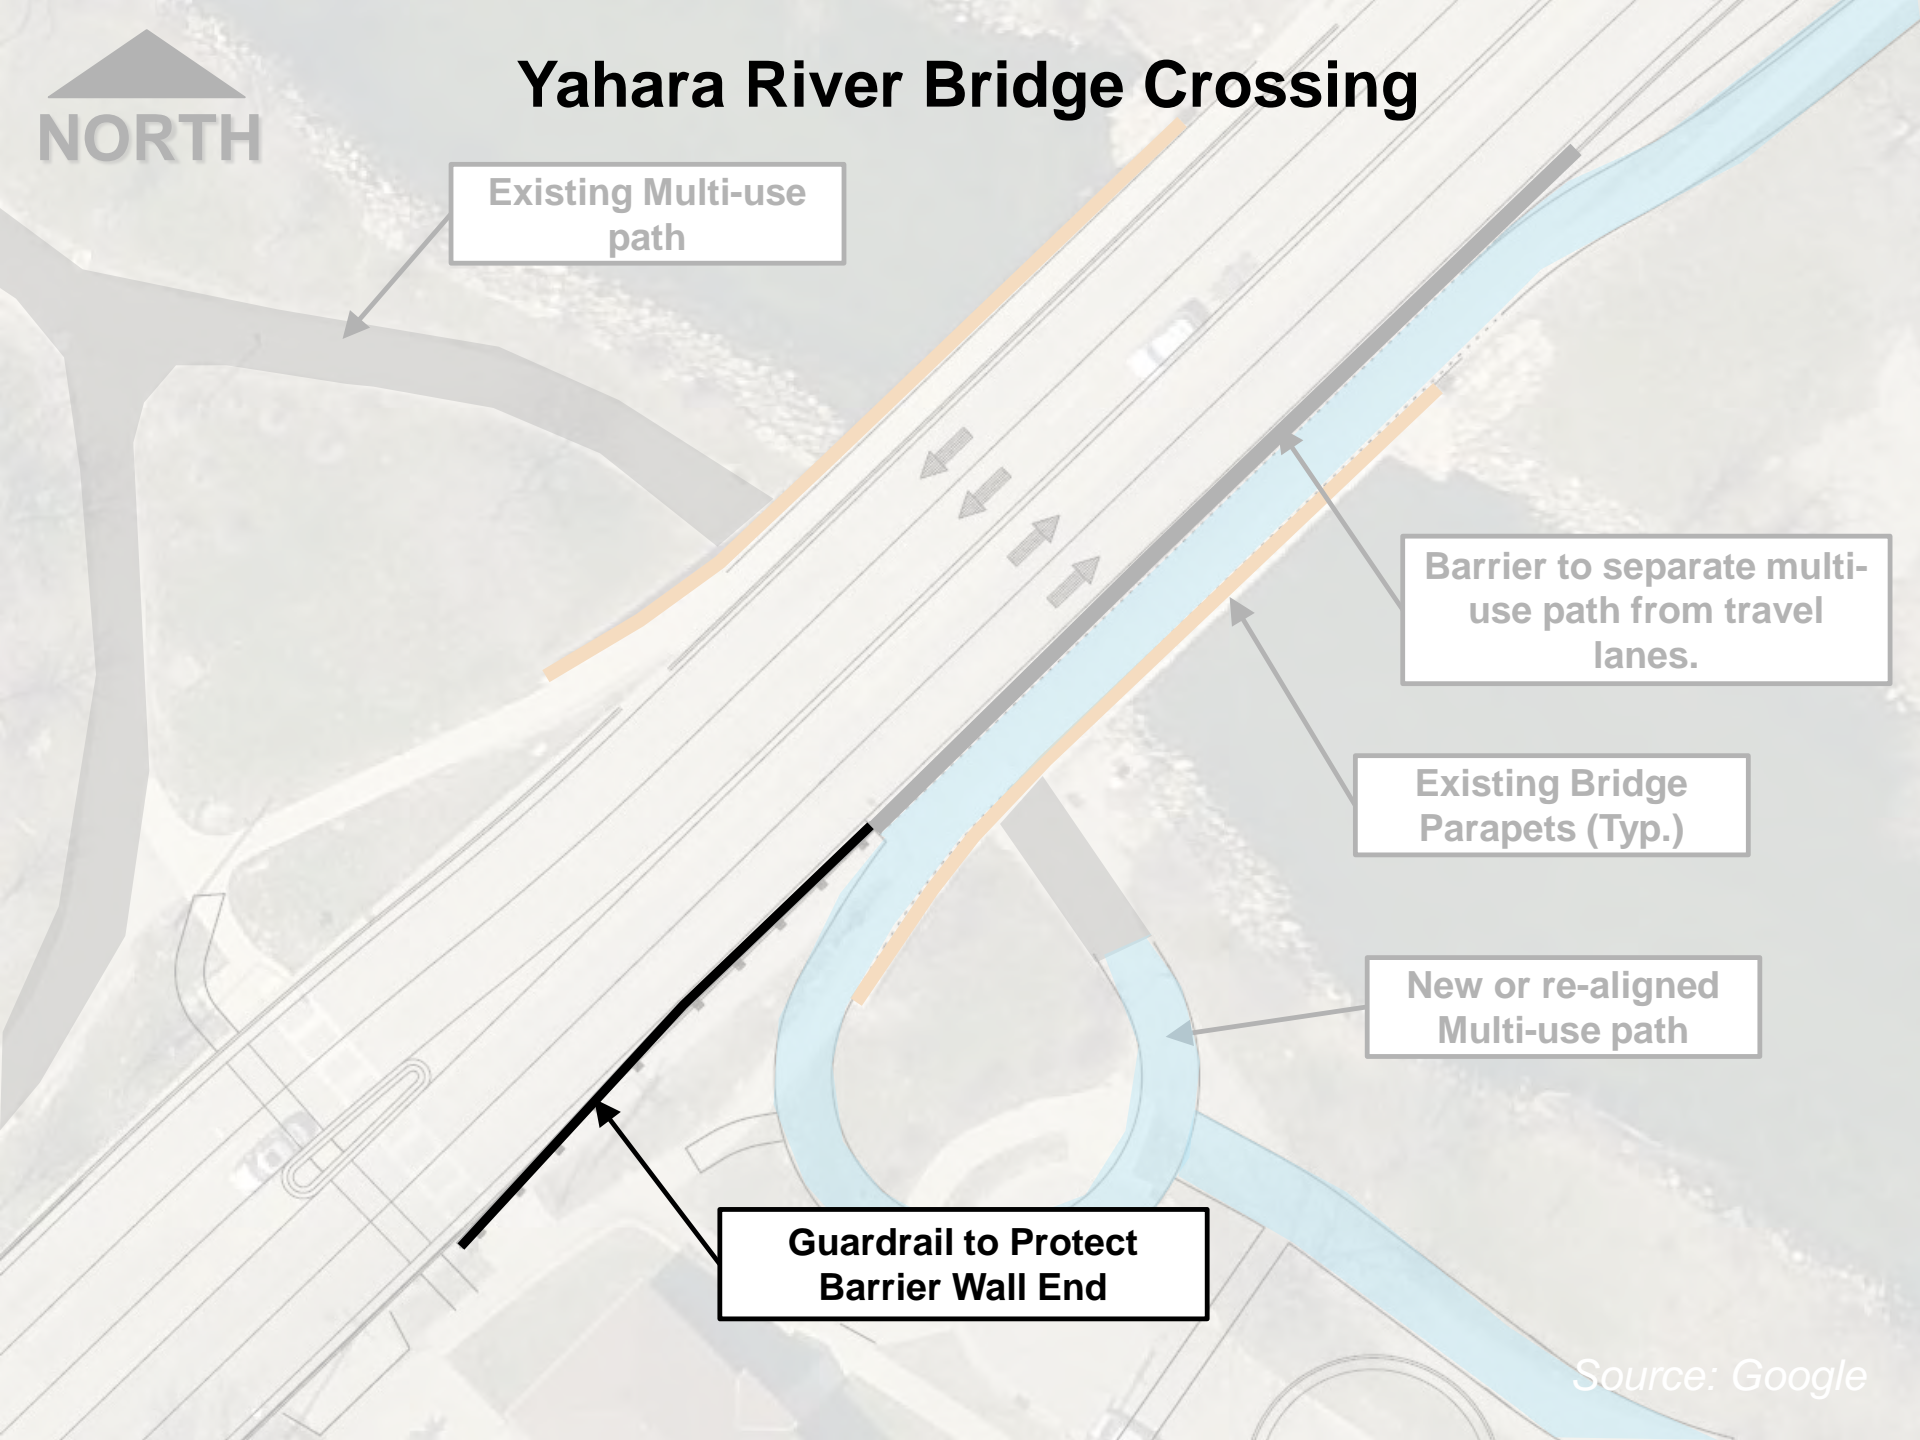 Yahara River Bridge Crossing
NORTH
Existing Multi-use
path
Barrier to separate multi-
use path from travel
lanes.
Existing Bridge
Parapets (Typ.)
New or re-aligned
Multi-use path
Guardrail to Protect
Barrier Wall End
Source: Google